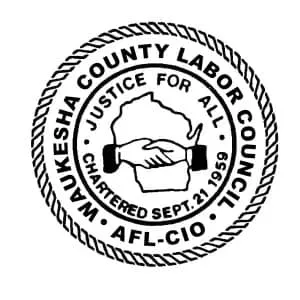 WAUKESHA COUNTY LABOR COUNCIL
· AFL-CIO ·
· JUSTICE FOR ALL ·
CHARTERED SEPT. 21 1959